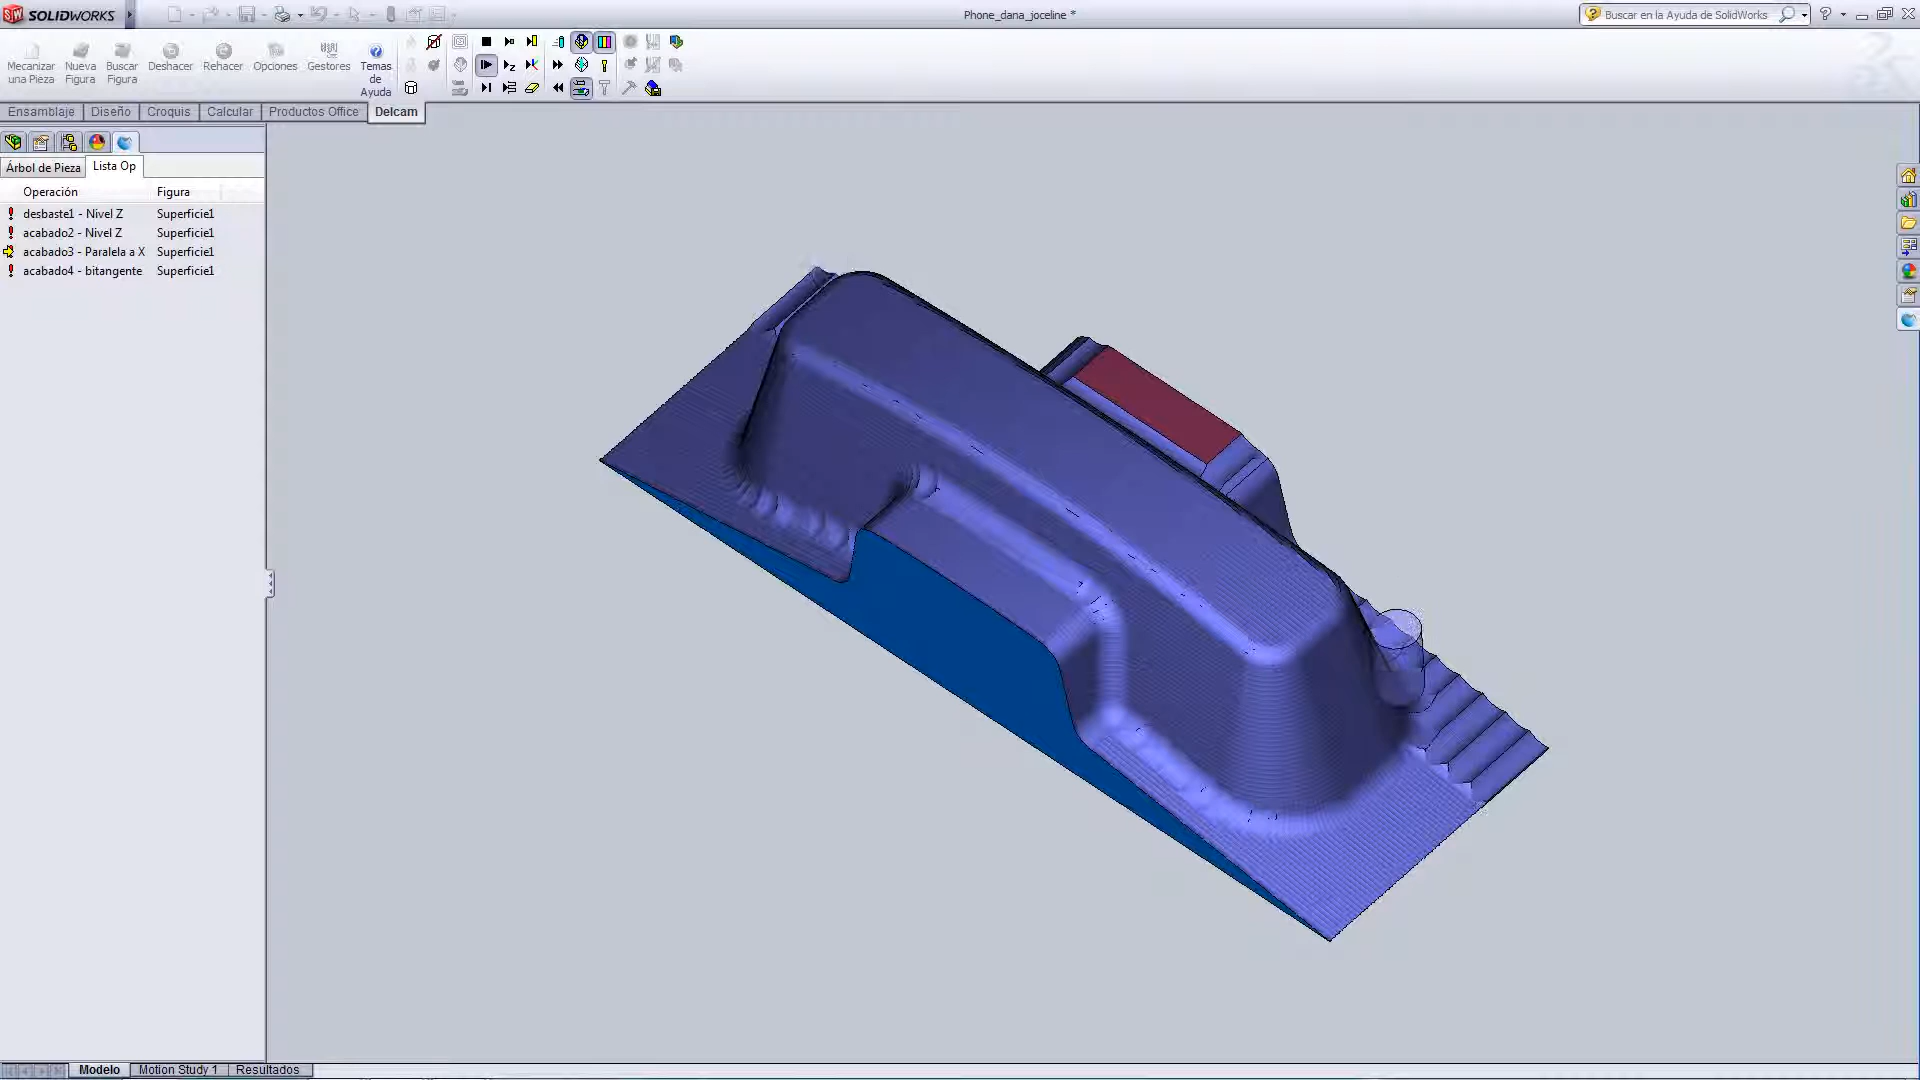 SOLIDWORKS
Phone_dana_joceline *
Buscar en la Ayuda de SolidWorks
Mecanizar una Pieza
Nueva Figura
Buscar Figura
Deshacer
Rehacer
Opciones
Gestores
Temas de Ayuda
Ensamblaje Diseño Croquis Calcular Productos Office Delcam
Árbol de Pieza Lista Op
Operación Figura
desbaste1 - Nivel Z Superficie1
acabado2 - Nivel Z Superficie1
acabado3 - Paralela a X Superficie1
acabado4 - bitangente Superficie1
Modelo Motion Study 1 Resultados